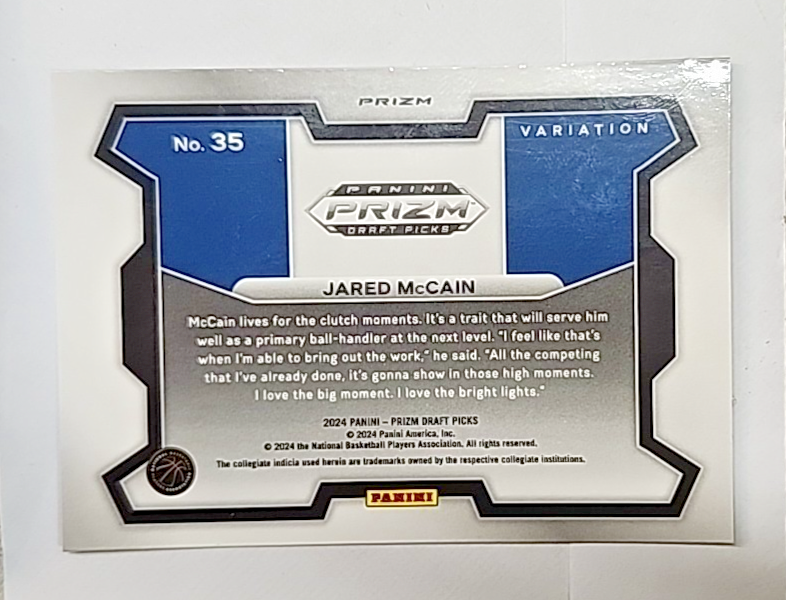 PRIZM
No. 35
VARIATION
PANINI
PRIZM
DRAFT PICKS
JARED McCAIN
McCain lives for the clutch moments. It's a trait that will serve him
well as a primary ball-handler at the next level. "I feel like that's
when I'm able to bring out the work," he said. "All the competing
that I've already done, it's gonna show in those high moments.
I love the big moment. I love the bright lights."
2024 PANINI – PRIZM DRAFT PICKS
© 2024 Panini America, Inc.
© 2024 the National Basketball Players Association. All rights reserved.
The collegiate indicia used herein are trademarks owned by the respective collegiate institutions.
PANINI